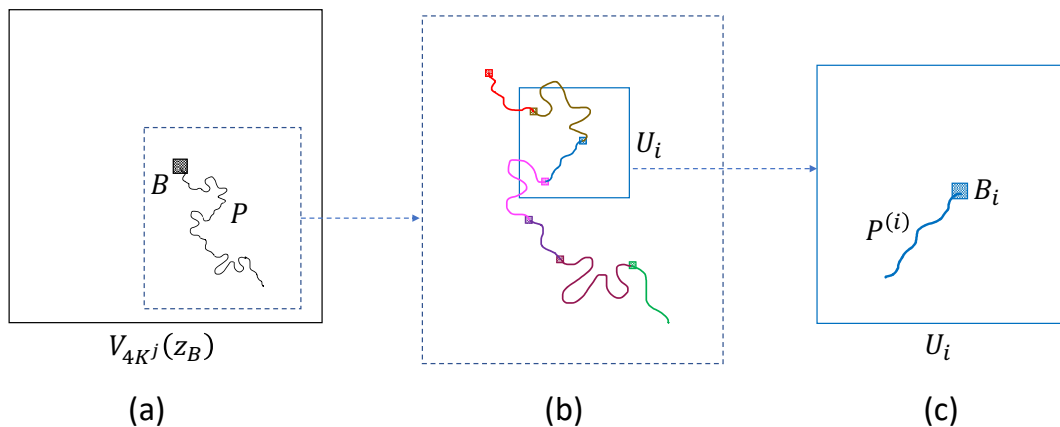 B
P
V_{4K^j}(z_B)
(a)
U_i
(b)
B_i
P^{(i)}
U_i
(c)